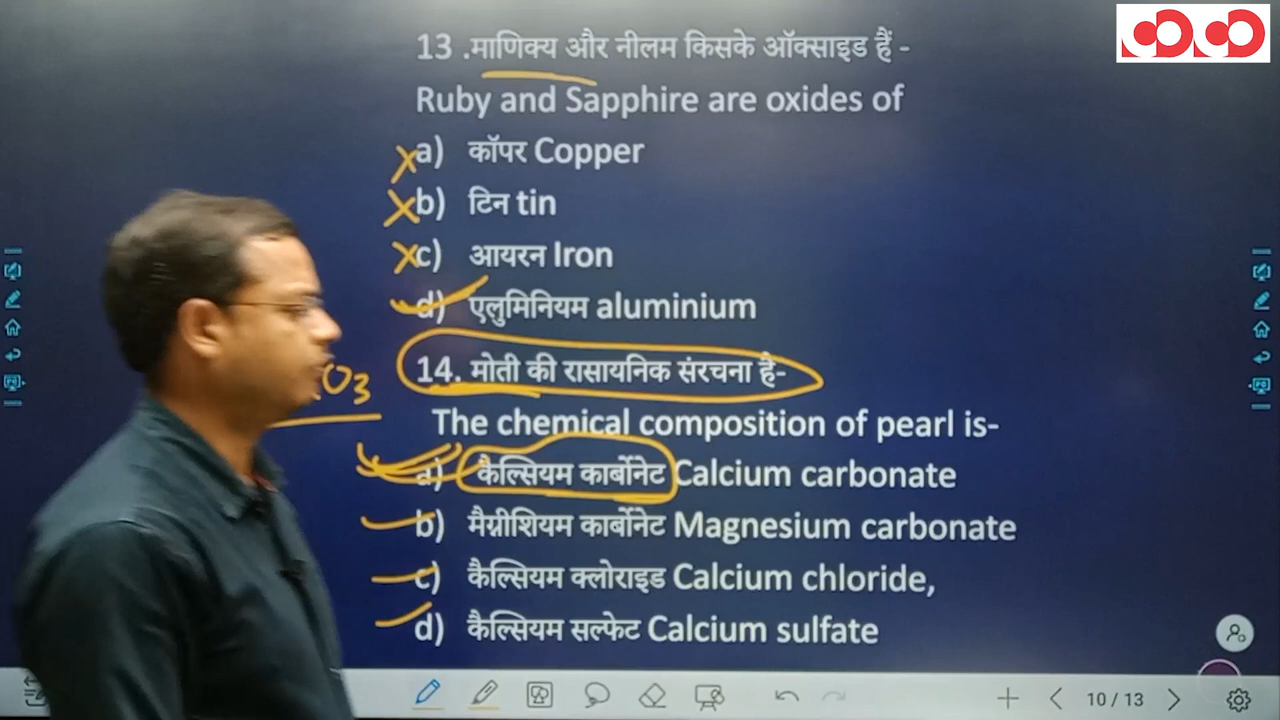 13 .माणिक्य और नीलम किसके ऑक्साइड हैं -
Ruby and Sapphire are oxides of
a) कॉपर Copper
b) टिन tin
c) आयरन Iron
d) एलुमिनियम aluminium
14. मोती की रासायनिक संरचना है-
O3
The chemical composition of pearl is-
a) कैल्सियम कार्बोनेट Calcium carbonate
b) मैग्नीशियम कार्बोनेट Magnesium carbonate
c) कैल्सियम क्लोराइड Calcium chloride,
d) कैल्सियम सल्फेट Calcium sulfate
10 / 13